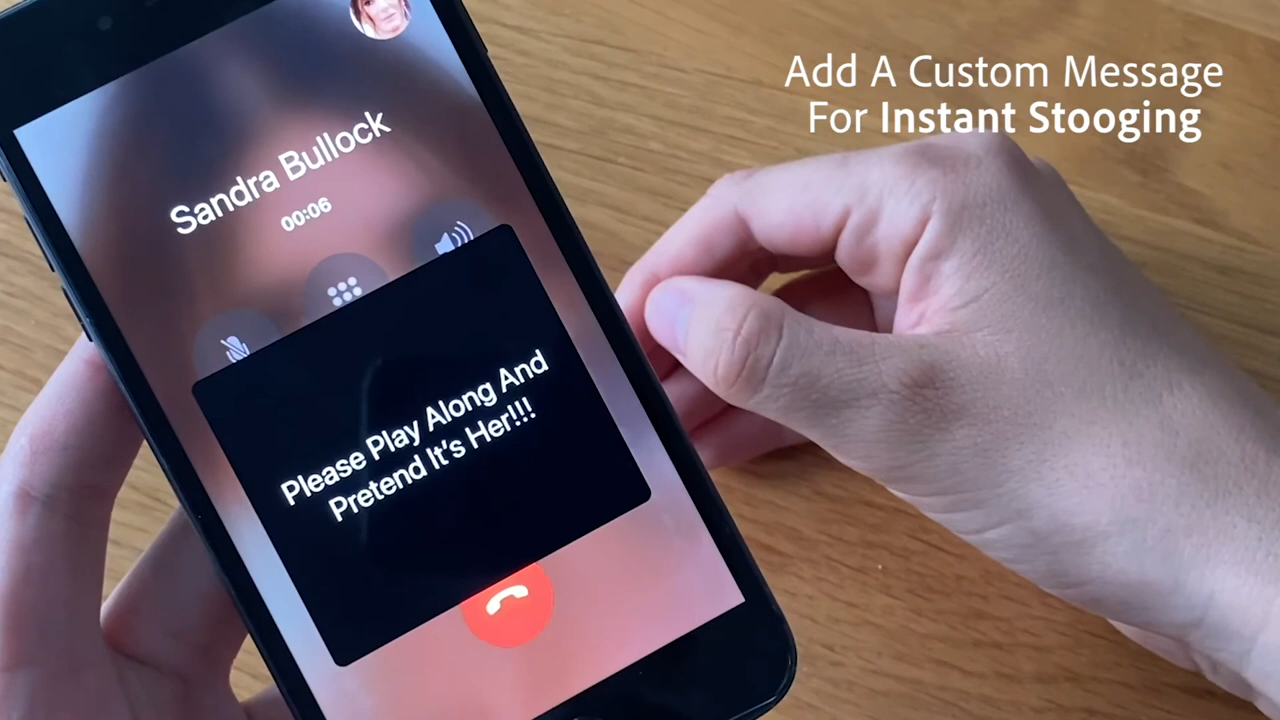 Add A Custom Message
For Instant Stooging
Sandra Bullock
00:06
Please Play Along And
Pretend It's Her!!!